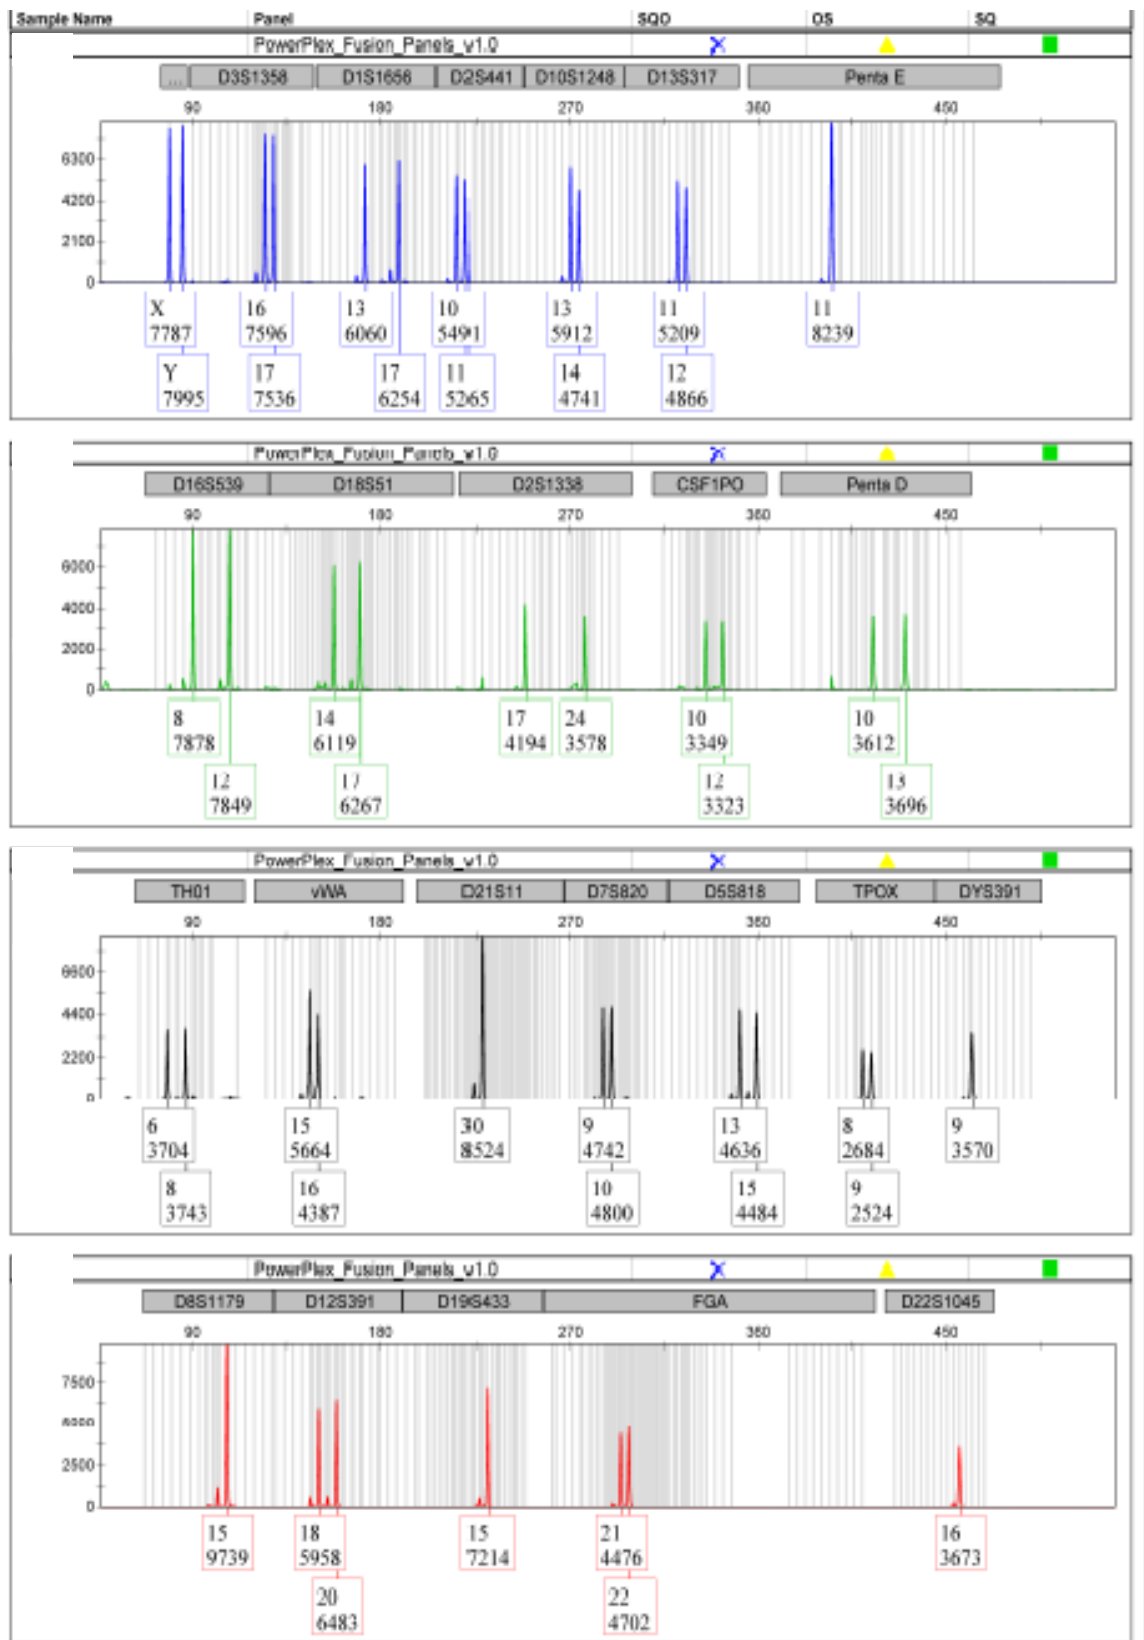 Sample Name Panel SQO OS SQ
PowerPlex_Fusion_Panels_v1.0
... D3S1358 D1S1656 D2S441 D10S1248 D13S317 Penta E
90 180 270 360 450
6300
4200
2100
0
X 16 13 10 13 11 11
7787 7596 6060 5491 5912 5209 8239
Y 17 17 11 14 12
7995 7536 6254 5265 4741 4866
PowerPlex_Fusion_Panels_v1.0
D16S539 D18S51 D2S1338 CSF1PO Penta D
90 180 270 360 450
6000
4000
2000
0
8 14 17 24 10 10
7878 6119 4194 3578 3349 3612
12 17 12 13
7849 6267 3323 3696
PowerPlex_Fusion_Panels_v1.0
TH01 vWA D21S11 D7S820 D5S818 TPOX DYS391
90 180 270 360 450
6600
4400
2200
0
6 15 30 9 13 8 9
3704 5664 8524 4742 4636 2684 3570
8 16 10 15 9
3743 4387 4800 4484 2524
PowerPlex_Fusion_Panels_v1.0
D8S1179 D12S391 D19S433 FGA D22S1045
90 180 270 360 450
7500
5000
2500
0
15 18 15 21 16
9739 5958 7214 4476 3673
20 22
6483 4702